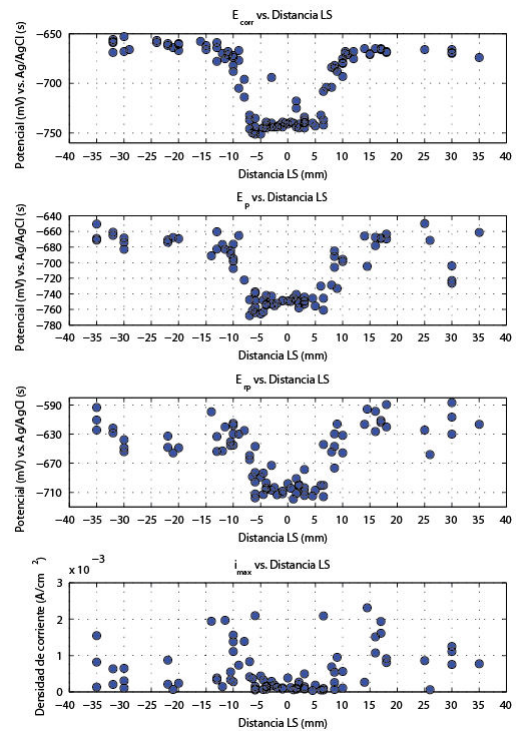 E corr vs. Distancia LS
Potencial (mV) vs. Ag/AgCl (s)
−650
−700
−750
−40 −35 −30 −25 −20 −15 −10 −5 0 5 10 15 20 25 30 35 40
Distancia LS (mm)
E p vs. Distancia LS
Potencial (mV) vs. Ag/AgCl (s)
−640
−660
−680
−700
−720
−740
−760
−780
−40 −35 −30 −25 −20 −15 −10 −5 0 5 10 15 20 25 30 35 40
Distancia LS (mm)
E rp vs. Distancia LS
Potencial (mV) vs. Ag/AgCl (s)
−590
−630
−670
−710
−40 −35 −30 −25 −20 −15 −10 −5 0 5 10 15 20 25 30 35 40
Distancia LS (mm)
i max vs. Distancia LS
x 10 −3
Densidad de corriente (A/cm 2)
3
2
1
0
−40 −35 −30 −25 −20 −15 −10 −5 0 5 10 15 20 25 30 35 40
Distancia LS (mm)